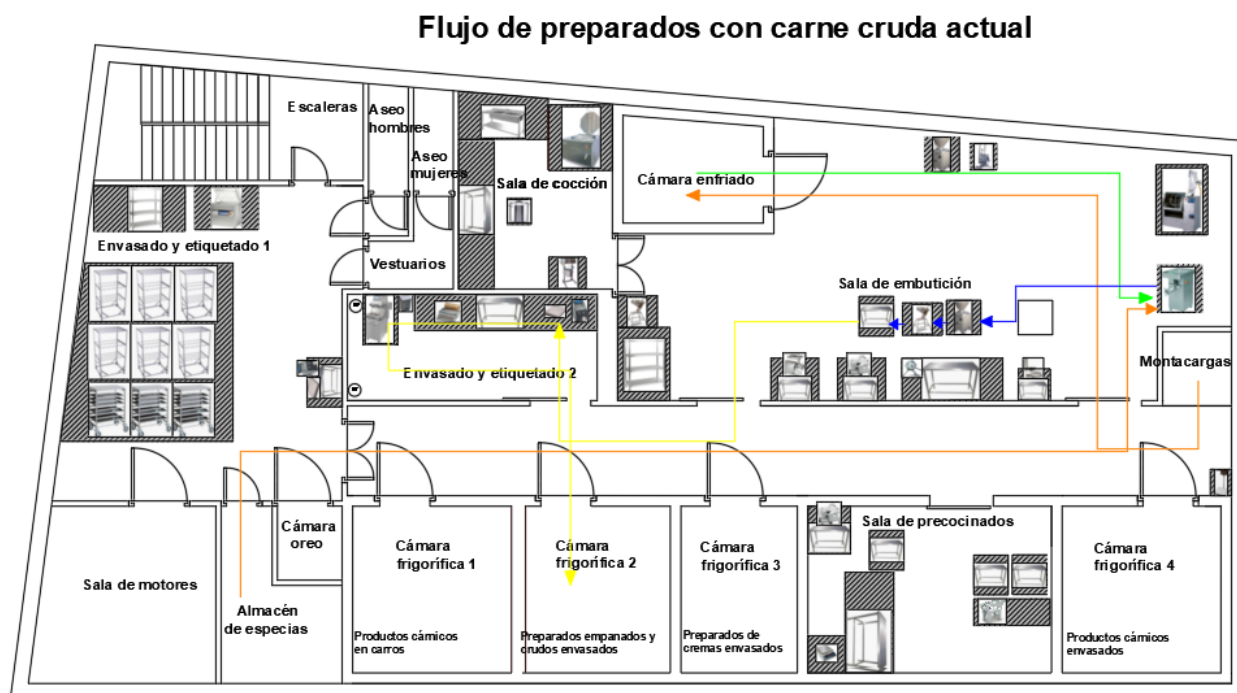 Flujo de preparados con carne cruda actual
Escaleras
Aseo
hombres
Aseo
mujeres
Sala de cocción
Cámara enfriado
Envasado y etiquetado 1
Vestuarios
Sala de embutición
Envasado y etiquetado 2
Montacargas
Sala de motores
Almacén
de especias
Cámara
oreo
Cámara
frigorífica 1
Productos cárnicos
en carros
Cámara
frigorífica 2
Preparados empanados y
crudos envasados
Cámara
frigorífica 3
Preparados de
cremas envasados
Sala de precocinados
Cámara
frigorífica 4
Productos cárnicos
envasados